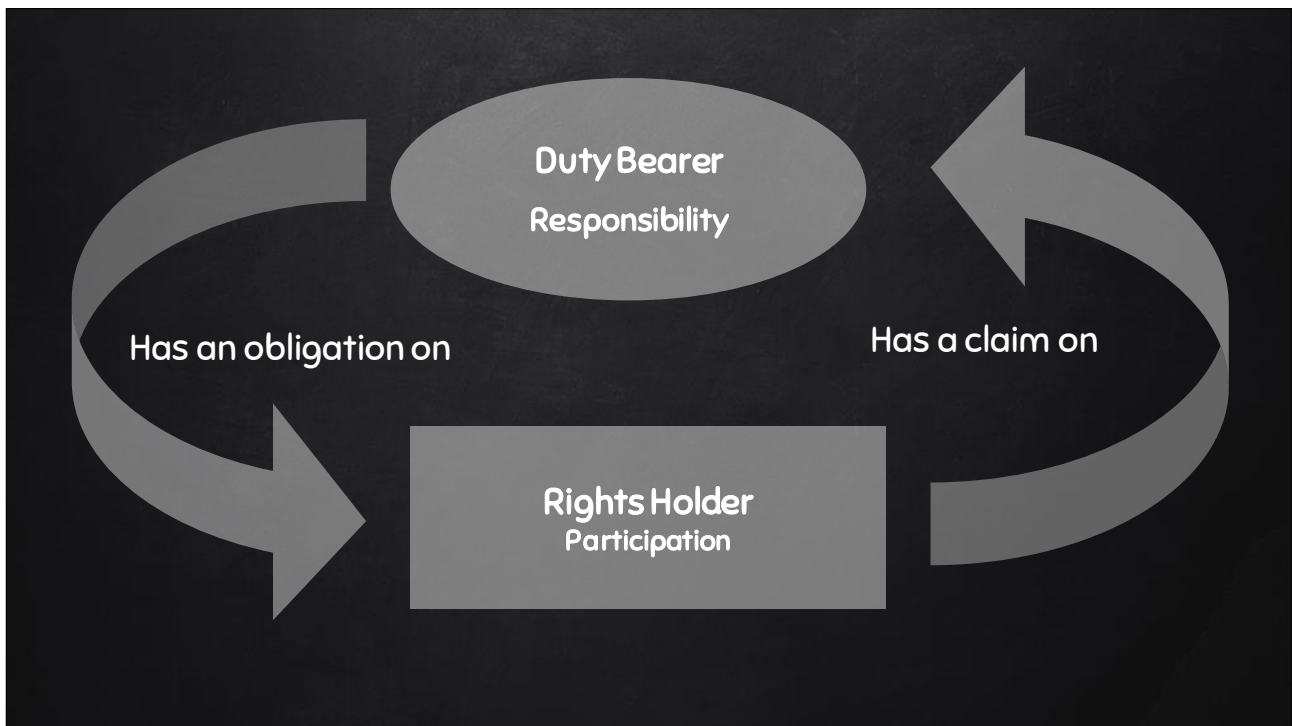 Duty Bearer
Responsibility
Has an obligation on
Has a claim on
Rights Holder
Participation